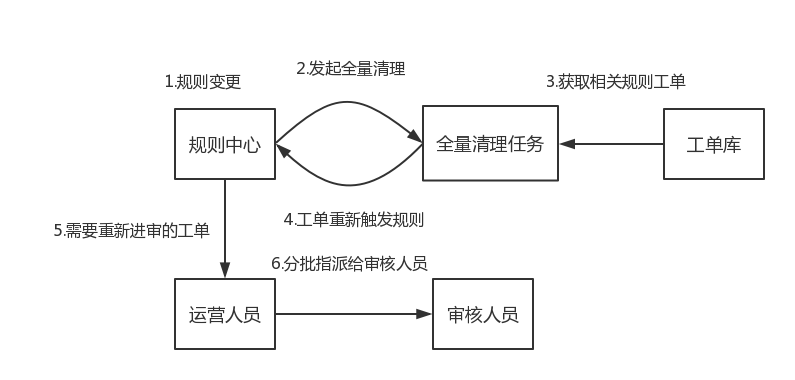 2.发起全量清理
1.规则变更
3.获取相关规则工单
规则中心
全量清理任务
工单库
4.工单重新触发规则
5.需要重新进审的工单
6.分批指派给审核人员
运营人员
审核人员